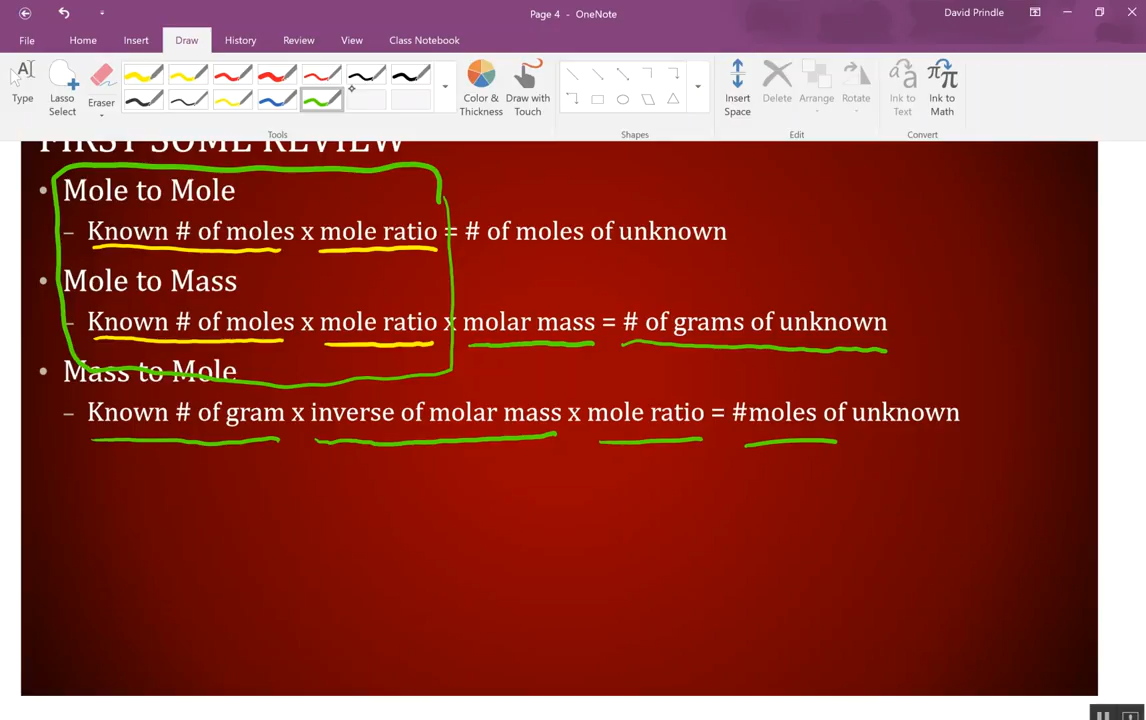 Page 4 - OneNote
David Prindle
File Home Insert Draw History Review View Class Notebook
Type
Lasso Select
Eraser
Color & Thickness
Draw with Touch
Insert Space
Delete
Arrange
Rotate
Ink to Text
Ink to Math
Tools
Shapes
Edit
Convert
FIRST SOME REVIEW
• Mole to Mole
– Known # of moles x mole ratio = # of moles of unknown
• Mole to Mass
– Known # of moles x mole ratio x molar mass = # of grams of unknown
• Mass to Mole
– Known # of gram x inverse of molar mass x mole ratio = #moles of unknown